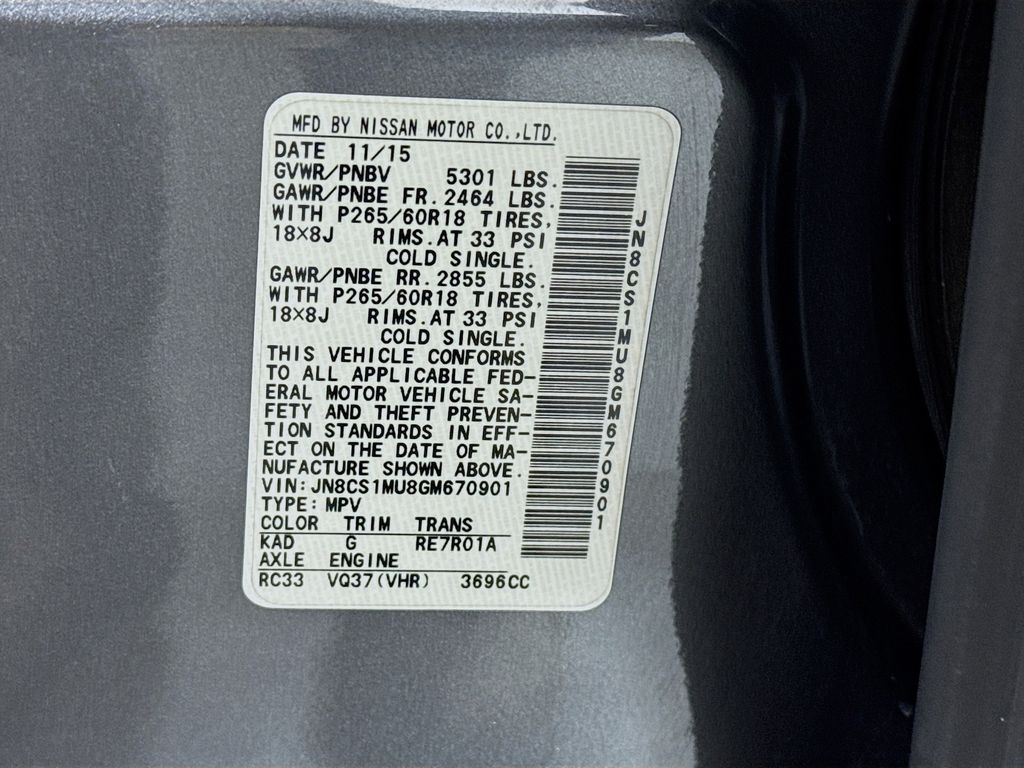 MFD BY NISSAN MOTOR CO.,LTD.
DATE 11/15
GVWR/PNBV 5301 LBS.
GAWR/PNBE FR. 2464 LBS.
WITH P265/60R18 TIRES,
18×8J RIMS.AT 33 PSI
COLD SINGLE.
GAWR/PNBE RR. 2855 LBS.
WITH P265/60R18 TIRES,
18×8J RIMS.AT 33 PSI
COLD SINGLE.
THIS VEHICLE CONFORMS
TO ALL APPLICABLE FED-
ERAL MOTOR VEHICLE SA-
FETY AND THEFT PREVEN-
TION STANDARDS IN EFF-
ECT ON THE DATE OF MA-
NUFACTURE SHOWN ABOVE.
VIN:JN8CS1MU8GM670901
TYPE:MPV
COLOR TRIM TRANS
KAD G RE7R01A
AXLE ENGINE
RC33 VQ37(VHR) 3696CC
JN8CS1MU8GM670901